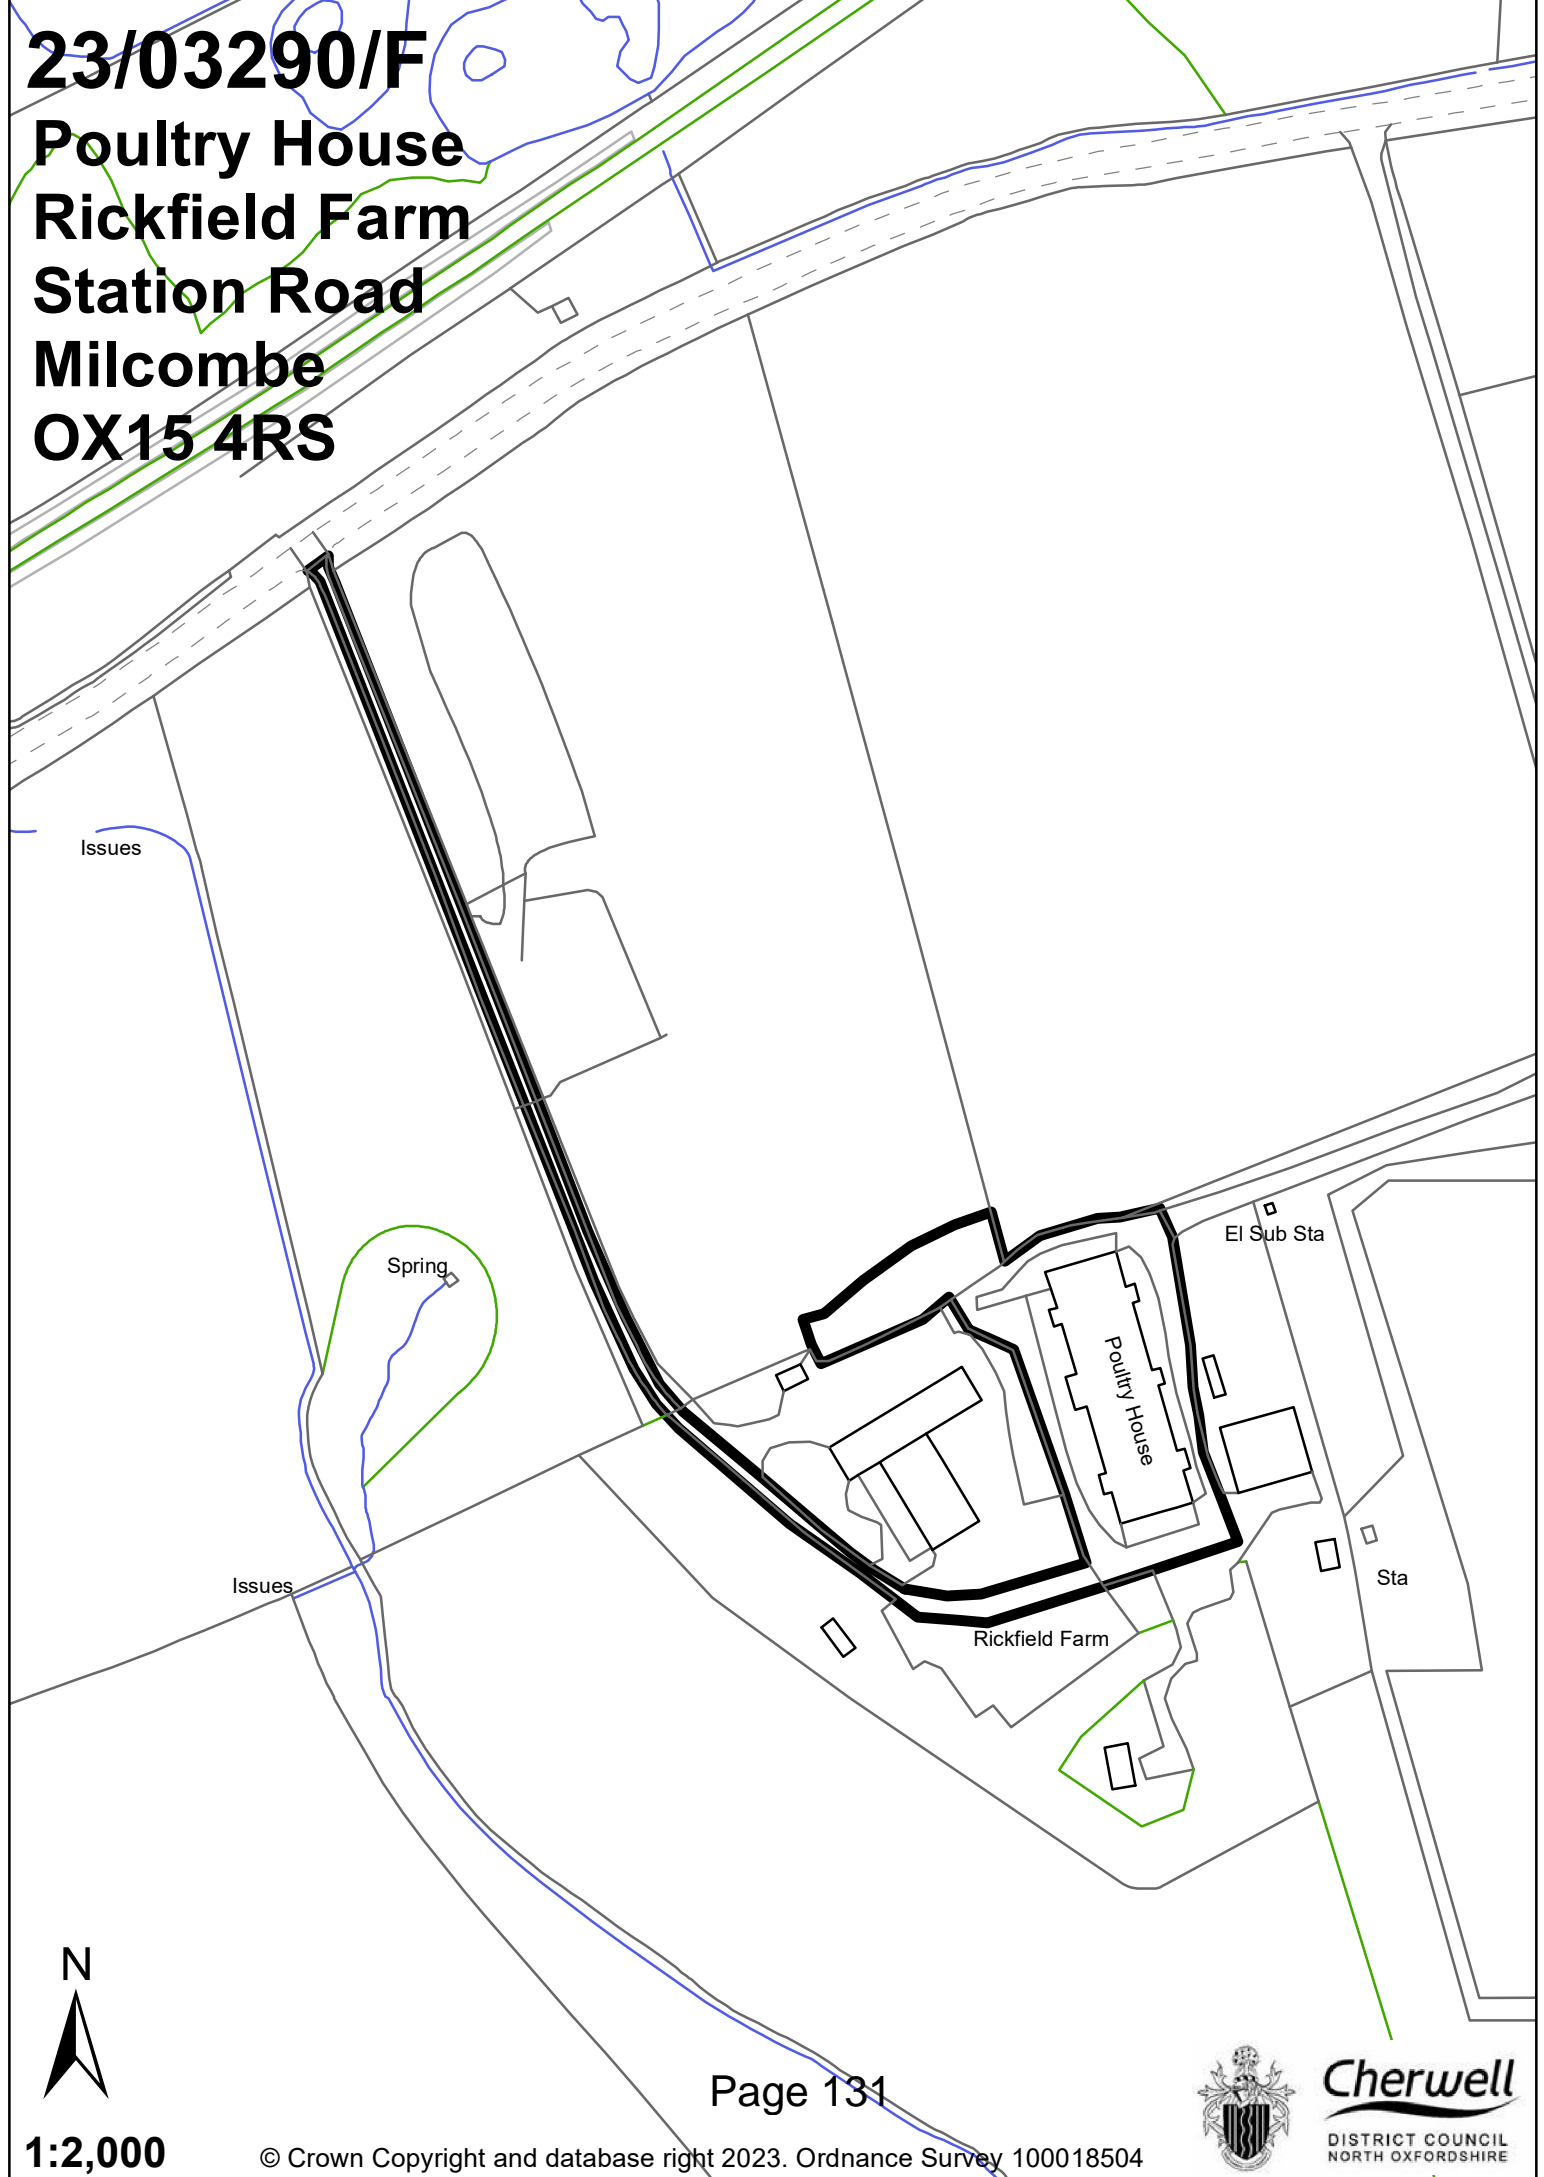 23/03290/F
Poultry House
Rickfield Farm
Station Road
Milcombe
OX15 4RS
Issues
Spring
El Sub Sta
Poultry House
Sta
Issues
Rickfield Farm
N
Page 131
1:2,000
© Crown Copyright and database right 2023. Ordnance Survey 100018504
Cherwell
DISTRICT COUNCIL
NORTH OXFORDSHIRE